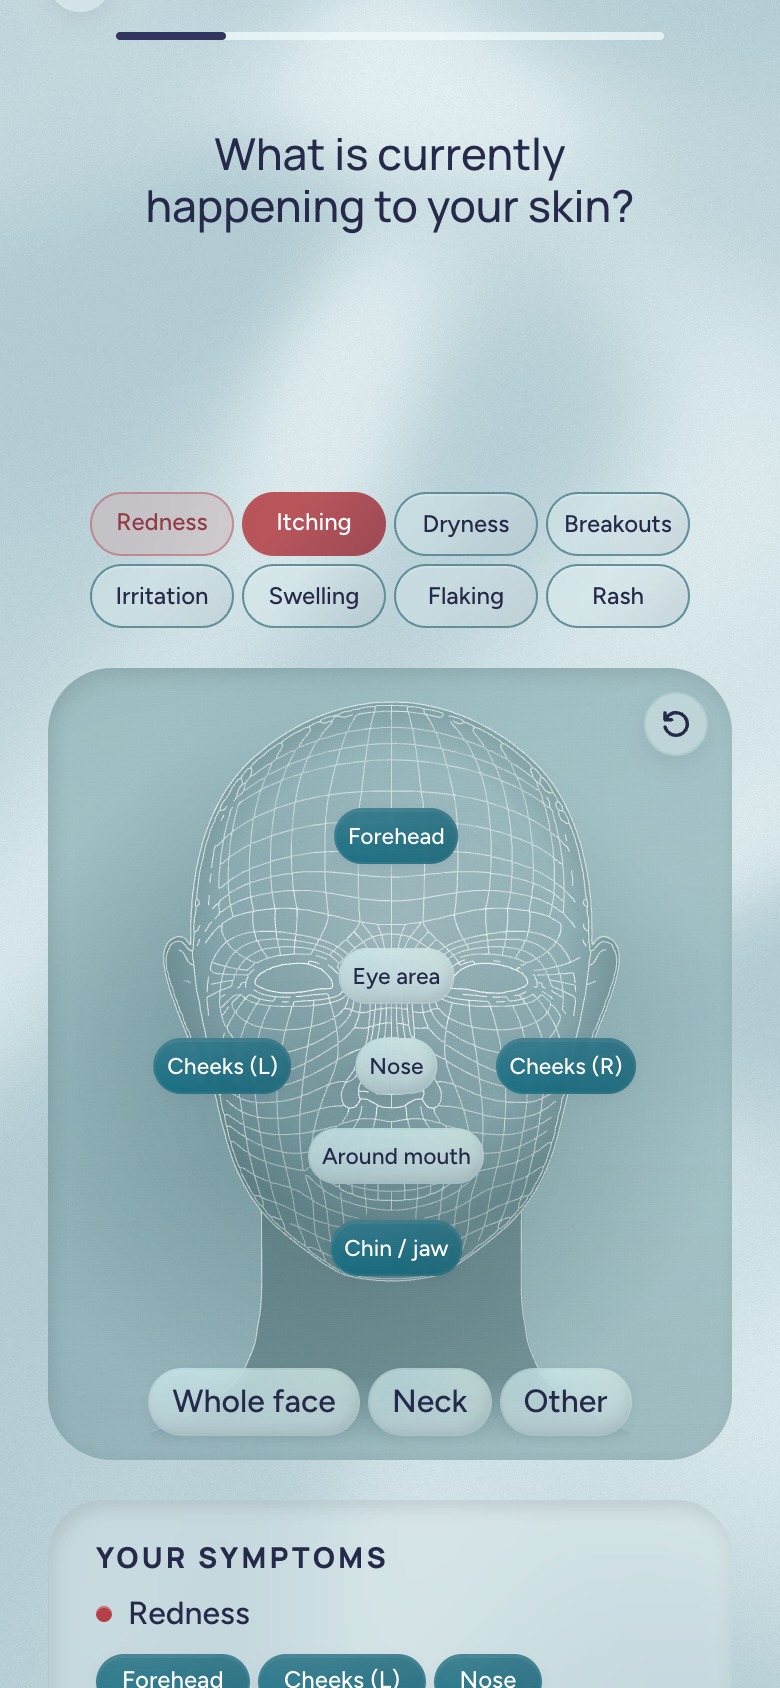 What is currently
happening to your skin?
Redness Itching Dryness Breakouts
Irritation Swelling Flaking Rash
Forehead
Eye area
Cheeks (L) Nose Cheeks (R)
Around mouth
Chin / jaw
Whole face Neck Other
YOUR SYMPTOMS
Redness
Forehead Cheeks (L) Nose